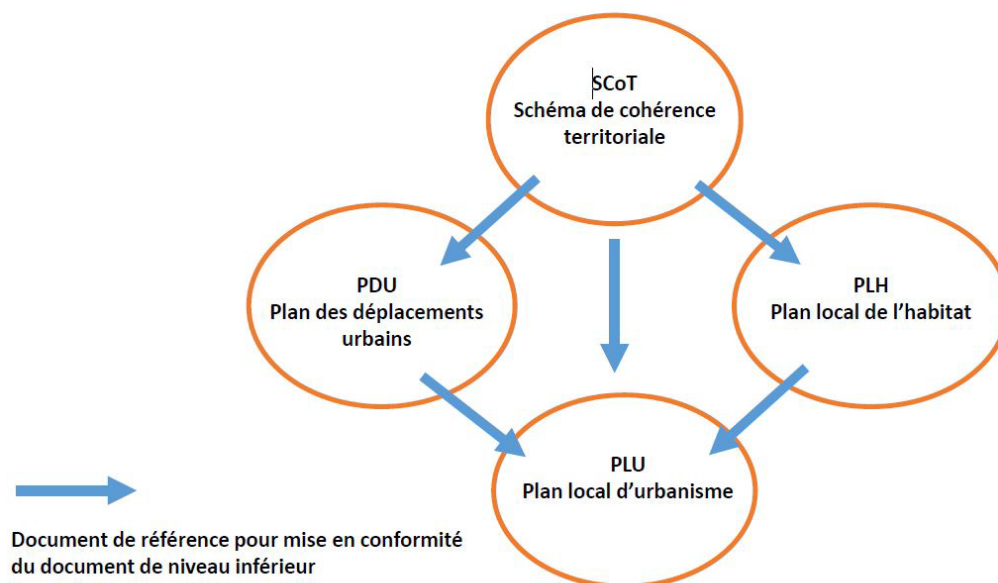 SCoT
Schéma de cohérence
territoriale
PDU
Plan des déplacements
urbains
PLH
Plan local de l’habitat
PLU
Plan local d’urbanisme
Document de référence pour mise en conformité
du document de niveau inférieur